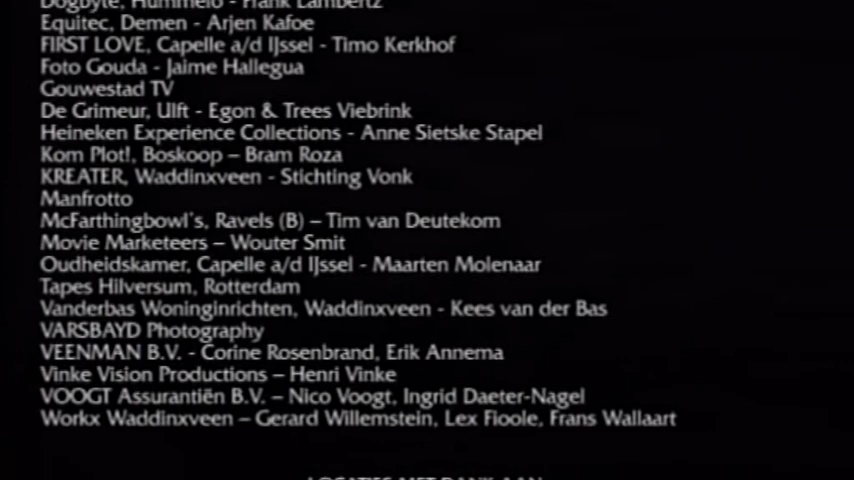 Dogbyte, Hummelo - Frank Lambertz
Equitec, Demen - Arjen Kafoe
FIRST LOVE, Capelle a/d IJssel - Timo Kerkhof
Foto Gouda - Jaime Hallegua
Gouwestad TV
De Grimeur, Ulft - Egon & Trees Viebrink
Heineken Experience Collections - Anne Sietske Stapel
Kom Plot!, Boskoop – Bram Roza
KREATER, Waddinxveen - Stichting Vonk
Manfrotto
McFarthingbowl's, Ravels (B) – Tim van Deutekom
Movie Marketeers – Wouter Smit
Oudheidskamer, Capelle a/d IJssel - Maarten Molenaar
Tapes Hilversum, Rotterdam
Vanderbas Woninginrichten, Waddinxveen - Kees van der Bas
VARSBAYD Photography
VEENMAN B.V. - Corine Rosenbrand, Erik Annema
Vinke Vision Productions – Henri Vinke
VOOGT Assurantiën B.V. – Nico Voogt, Ingrid Daeter-Nagel
Workx Waddinxveen – Gerard Willemstein, Lex Fioole, Frans Wallaart
LOCATIES MET DANK AAN